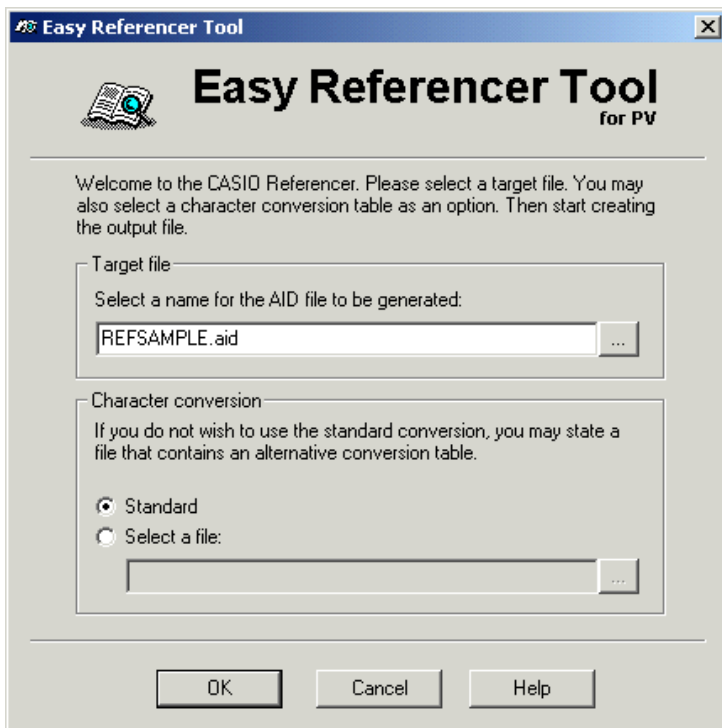 Easy Referencer Tool
Easy Referencer Tool
for PV
Welcome to the CASIO Referencer. Please select a target file. You may
also select a character conversion table as an option. Then start creating
the output file.
Target file
Select a name for the AID file to be generated:
REFSAMPLE.aid
...
Character conversion
If you do not wish to use the standard conversion, you may state a
file that contains an alternative conversion table.
Standard
Select a file:
...
OK Cancel Help